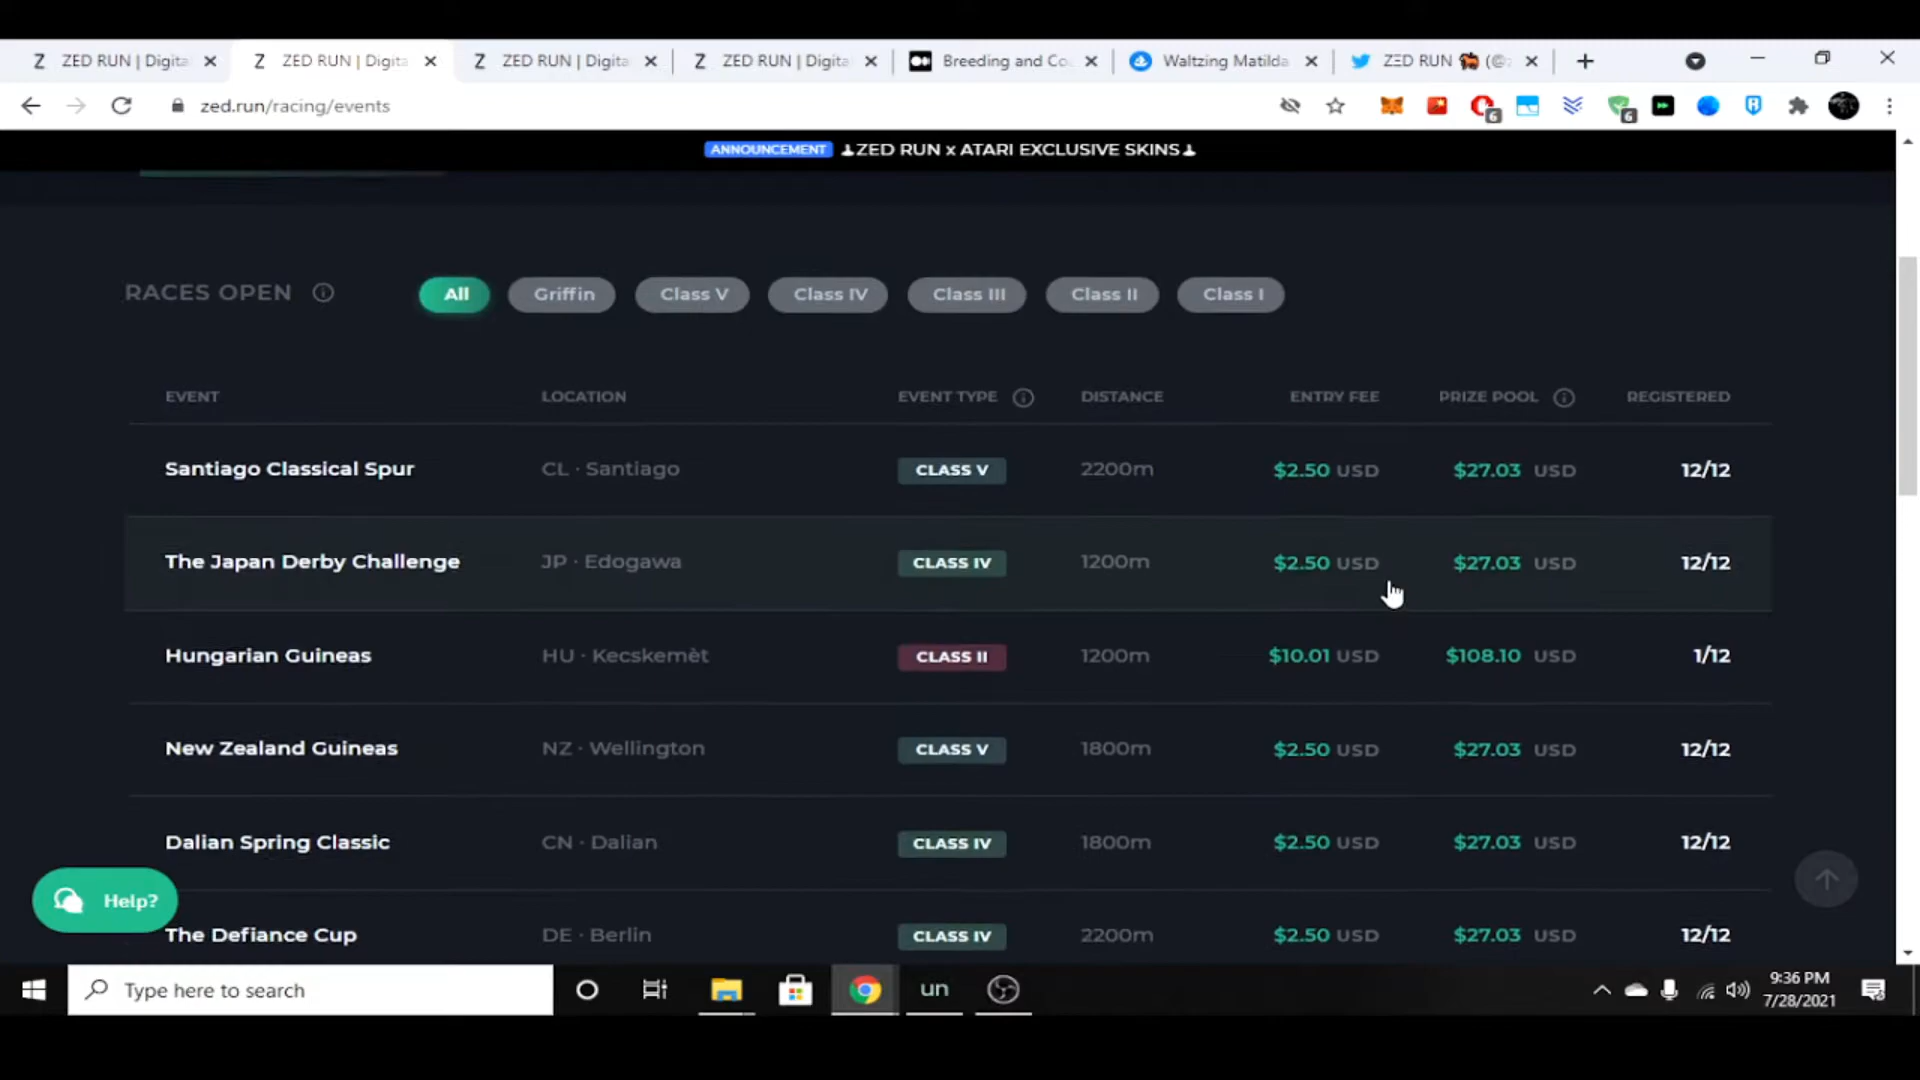 ZED RUN | Digita ZED RUN | Digita ZED RUN | Digita ZED RUN | Digita Breeding and Co Waltzing Matilda ZED RUN (@
zed.run/racing/events
6 6
ANNOUNCEMENT ZED RUN x ATARI EXCLUSIVE SKINS
RACES OPEN All Griffin Class V Class IV Class III Class II Class I
EVENT LOCATION EVENT TYPE DISTANCE ENTRY FEE PRIZE POOL REGISTERED
Santiago Classical Spur CL · Santiago CLASS V 2200m $2.50 USD $27.03 USD 12/12
The Japan Derby Challenge JP · Edogawa CLASS IV 1200m $2.50 USD $27.03 USD 12/12
Hungarian Guineas HU · Kecskemèt CLASS II 1200m $10.01 USD $108.10 USD 1/12
New Zealand Guineas NZ · Wellington CLASS V 1800m $2.50 USD $27.03 USD 12/12
Dalian Spring Classic CN · Dalian CLASS IV 1800m $2.50 USD $27.03 USD 12/12
Help?
The Defiance Cup DE · Berlin CLASS IV 2200m $2.50 USD $27.03 USD 12/12
Type here to search un 9:36 PM
7/28/2021